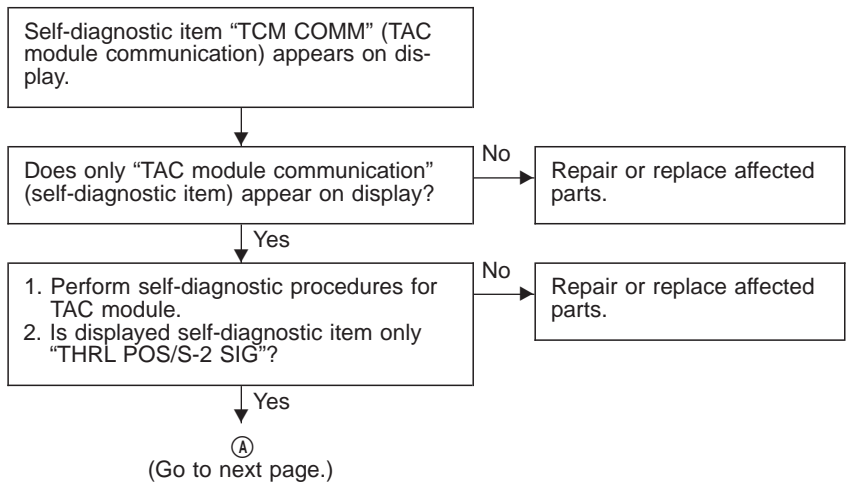 Self-diagnostic item “TCM COMM” (TAC
module communication) appears on dis-
play.
Does only “TAC module communication”
(self-diagnostic item) appear on display?
No
Repair or replace affected
parts.
Yes
1. Perform self-diagnostic procedures for
TAC module.
2. Is displayed self-diagnostic item only
“THRL POS/S-2 SIG”?
No
Repair or replace affected
parts.
Yes
Ⓐ
(Go to next page.)